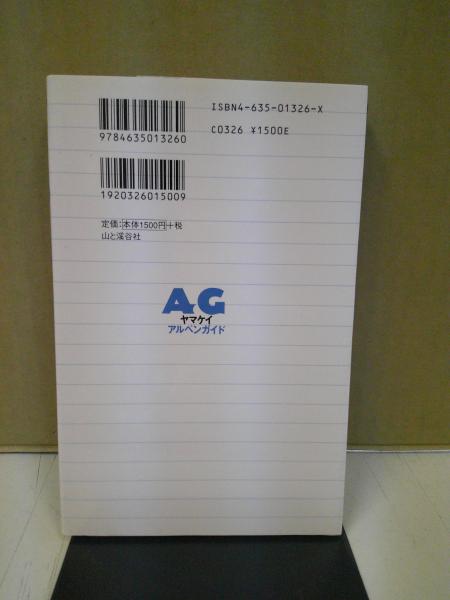 ISBN4-635-01326-X
9784635013260
C0326 ¥1500E
1920326015009
定価:本体1500円+税
山と溪谷社
AG
ヤマケイ
アルペンガイド